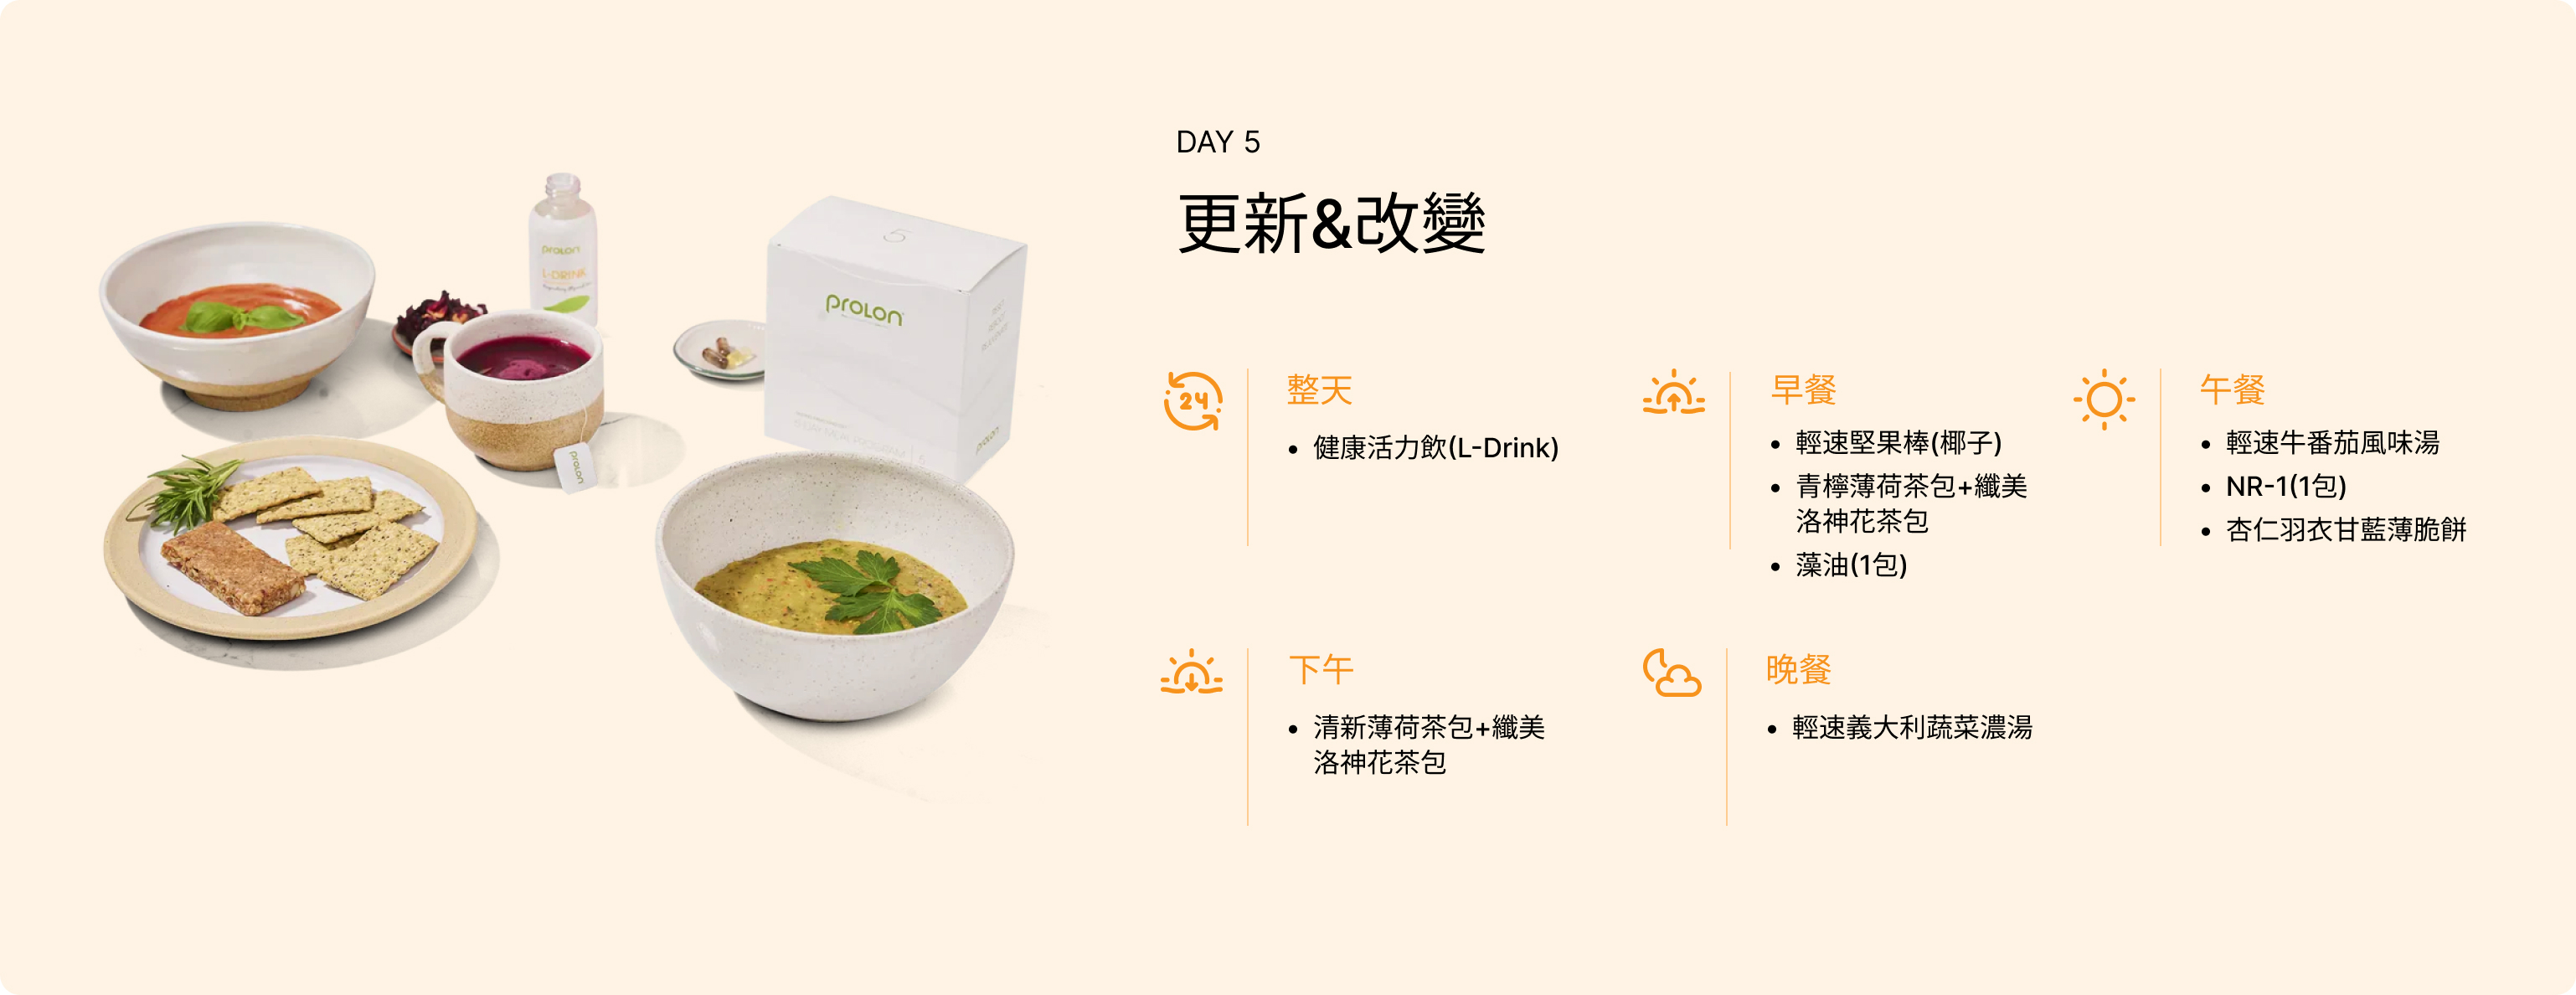 DAY 5
更新&改變
整天
健康活力飲(L-Drink)
早餐
輕速堅果棒(椰子)
青檸薄荷茶包+纖美
洛神花茶包
藻油(1包)
午餐
輕速牛番茄風味湯
NR-1(1包)
杏仁羽衣甘藍薄脆餅
下午
清新薄荷茶包+纖美
洛神花茶包
晚餐
輕速義大利蔬菜濃湯
24
PROLON
L-DRINK
5
PROLON
PROLON
PROLON